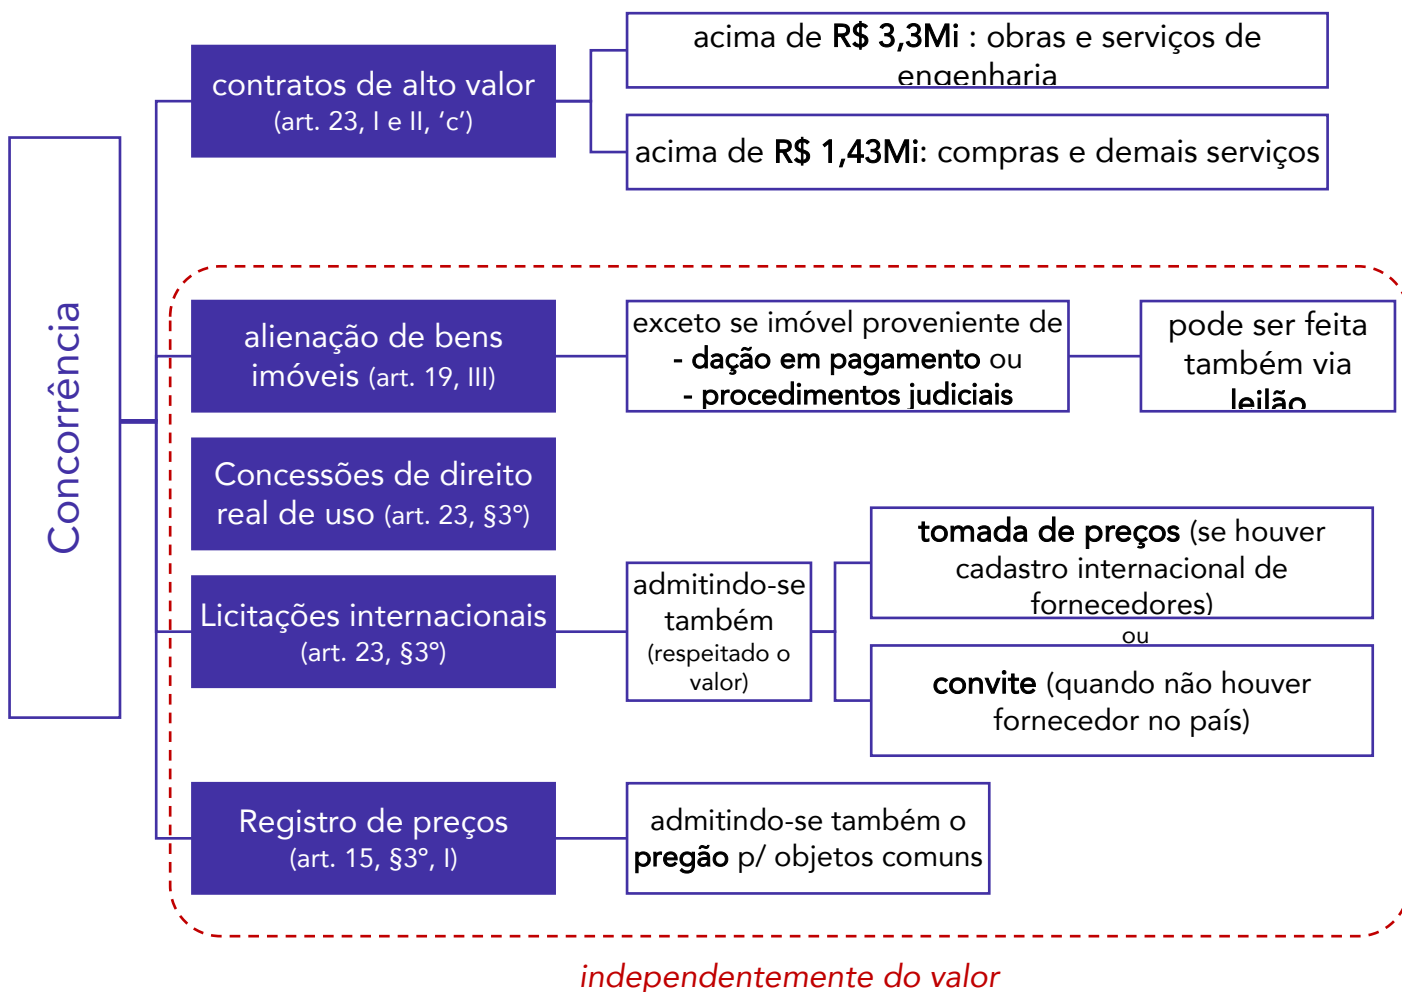 Concorrência
contratos de alto valor
(art. 23, I e II, ‘c’)
acima de R$ 3,3Mi : obras e serviços de
engenharia
acima de R$ 1,43Mi: compras e demais serviços
alienação de bens
imóveis (art. 19, III)
exceto se imóvel proveniente de
- dação em pagamento ou
- procedimentos judiciais
pode ser feita
também via
leilão
Concessões de direito
real de uso (art. 23, §3º)
Licitações internacionais
(art. 23, §3º)
admitindo-se
também
(respeitado o
valor)
tomada de preços (se houver
cadastro internacional de
fornecedores)
ou
convite (quando não houver
fornecedor no país)
Registro de preços
(art. 15, §3º, I)
admitindo-se também o
pregão p/ objetos comuns
independentemente do valor